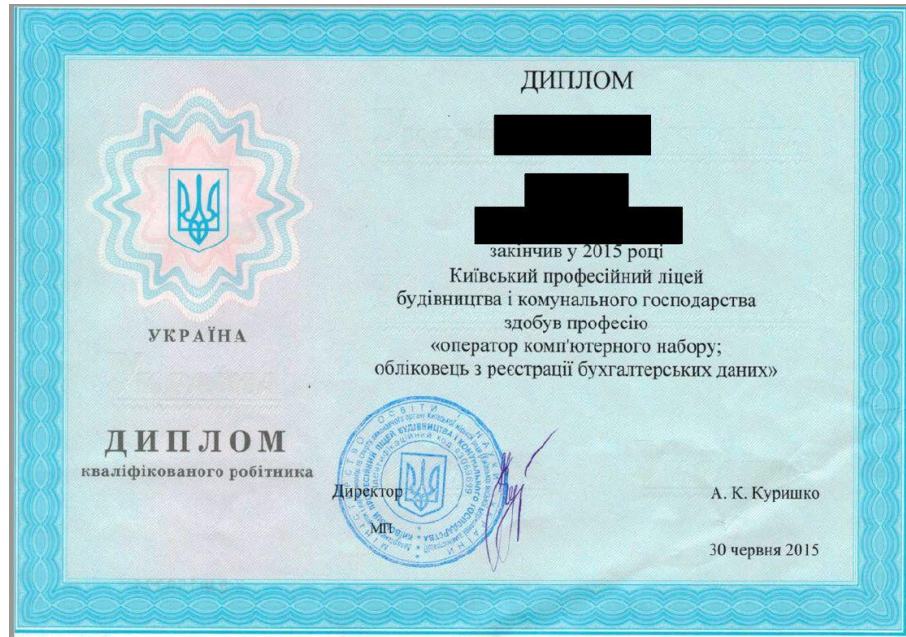 УКРАЇНА
ДИПЛОМ
кваліфікованого робітника
ДИПЛОМ
закінчив у 2015 році
Київський професійний ліцей
будівництва і комунального господарства
здобув професію
«оператор комп'ютерного набору;
обліковець з реєстрації бухгалтерських даних»
Директор
А. К. Куришко
МП
30 червня 2015